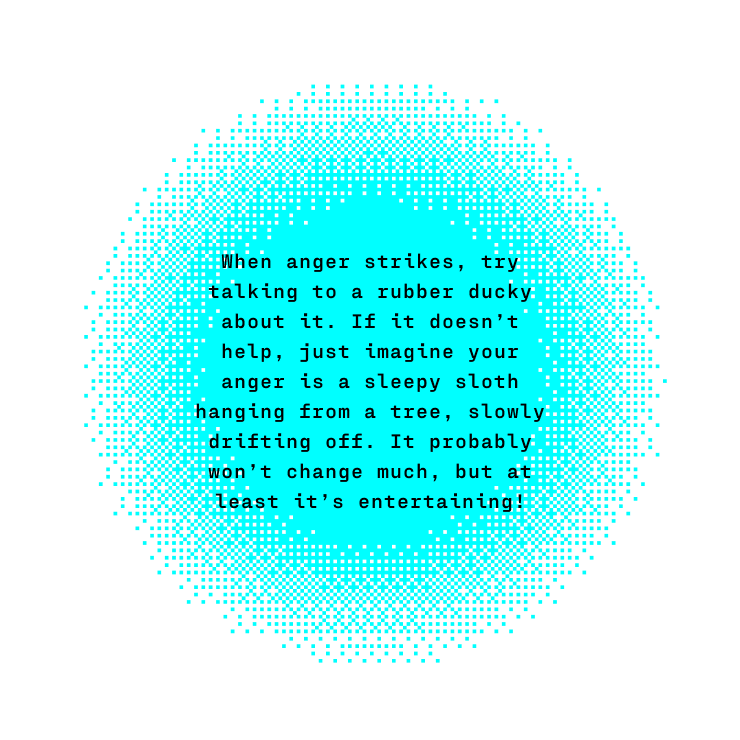 When anger strikes, try
talking to a rubber ducky
about it. If it doesn’t
help, just imagine your
anger is a sleepy sloth
hanging from a tree, slowly
drifting off. It probably
won’t change much, but at
least it’s entertaining!